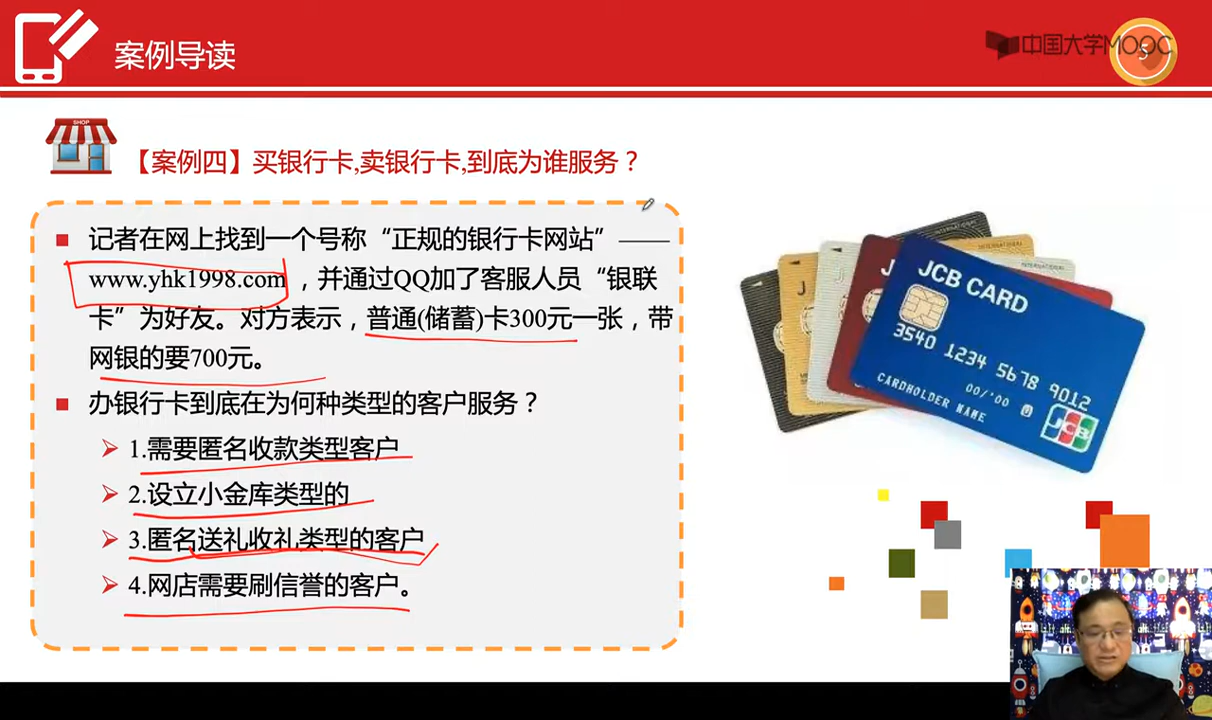 案例导读
中国大学MOOC
5
SHOP
【案例四】买银行卡,卖银行卡,到底为谁服务？
■ 记者在网上找到一个号称“正规的银行卡网站”——
www.yhk1998.com ，并通过QQ加了客服人员“银联
卡”为好友。对方表示，普通(储蓄)卡300元一张，带
网银的要700元。
■ 办银行卡到底在为何种类型的客户服务？
1.需要匿名收款类型客户
2.设立小金库类型的
3.匿名送礼收礼类型的客户
4.网店需要刷信誉的客户。
JCB CARD
3540 1234 5678 9012
00/'00
CARDHOLDER NAME
JCB